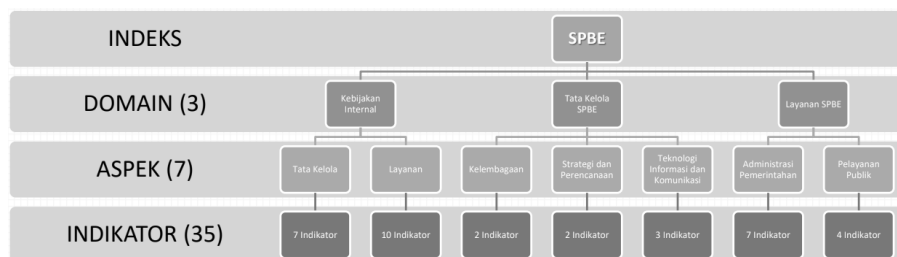 INDEKS
SPBE
DOMAIN (3)
Kebijakan
Internal
Tata Kelola
SPBE
Layanan SPBE
ASPEK (7)
Tata Kelola
Layanan
Kelembagaan
Strategi dan
Perencanaan
Teknologi
Informasi dan
Komunikasi
Administrasi
Pemerintahan
Pelayanan
Publik
INDIKATOR (35)
7 Indikator
10 Indikator
2 Indikator
2 Indikator
3 Indikator
7 Indikator
4 Indikator